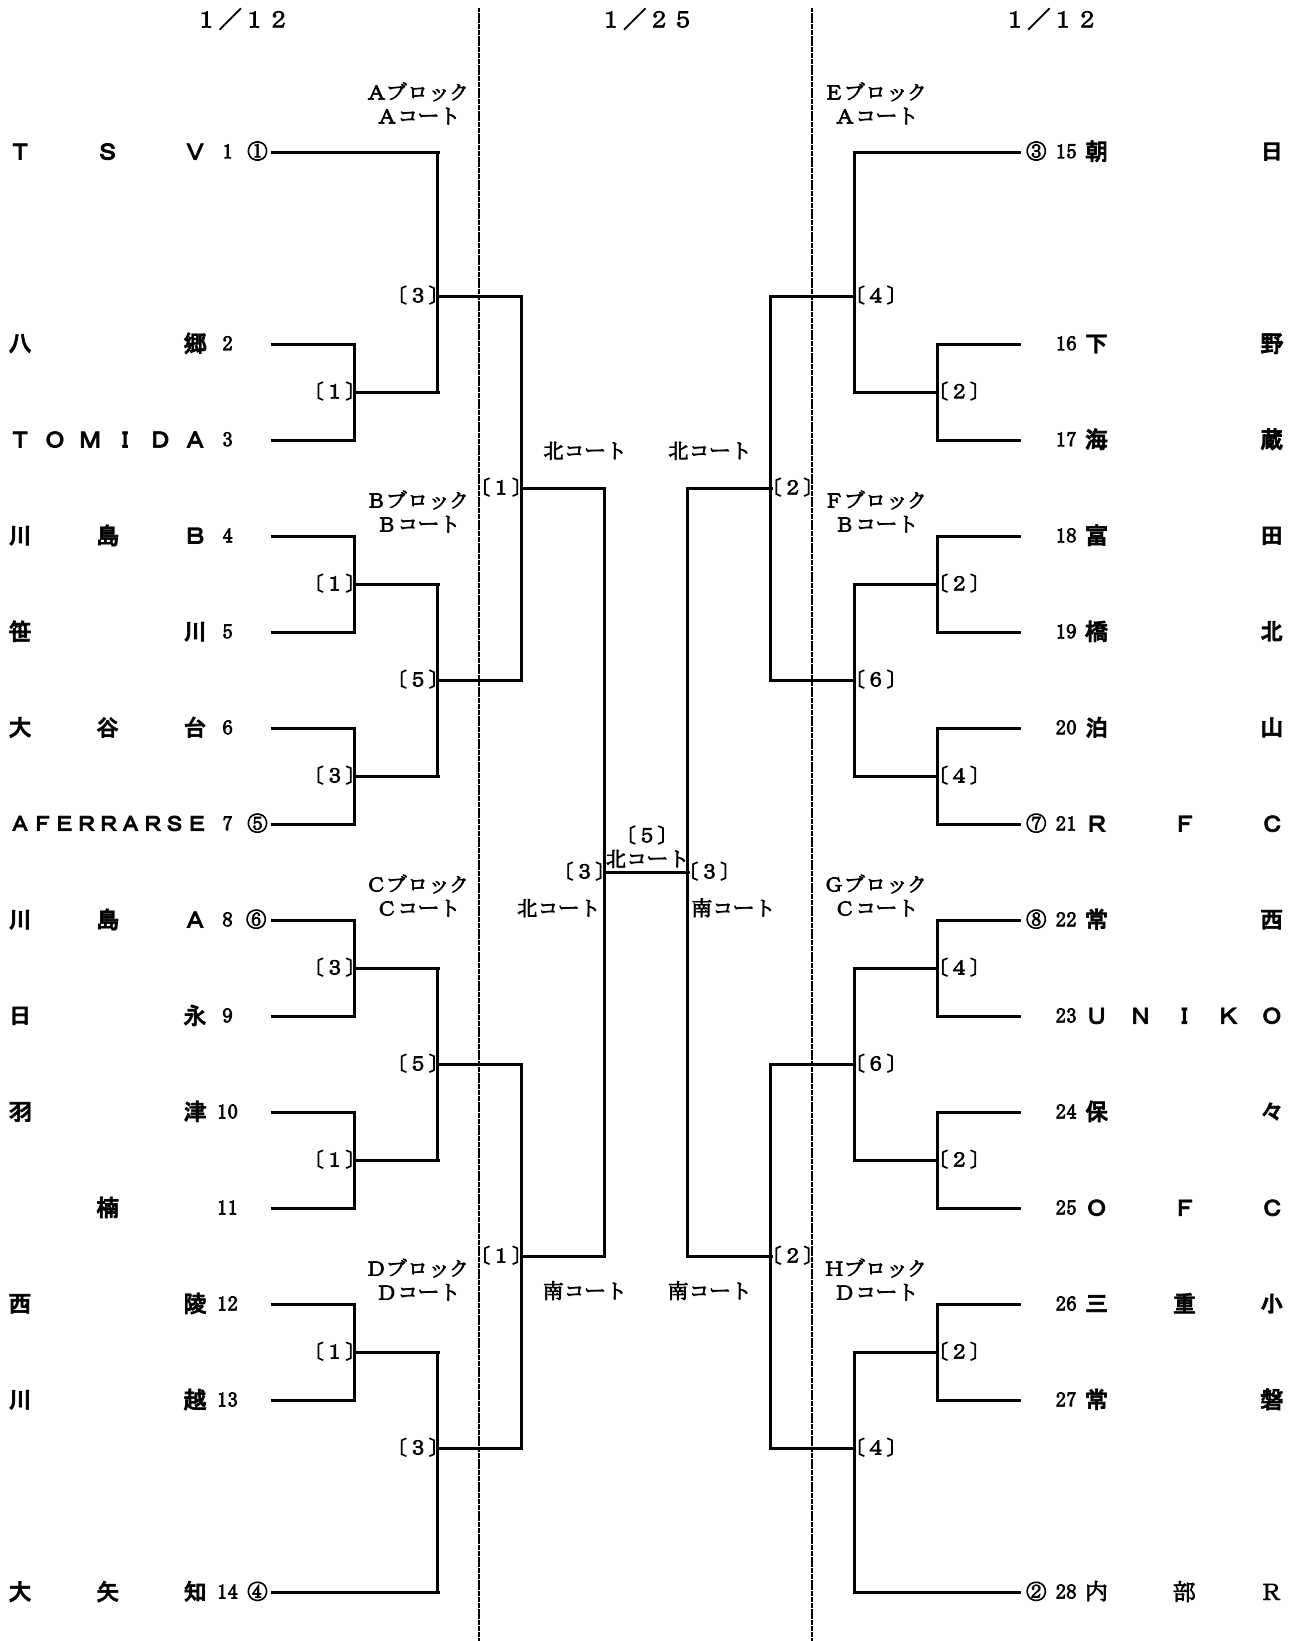 １／１２ １／２５ １／１２
Ａブロック Ｅブロック
Ａコート Ａコート
ＴＳＶ 1 ① ③ 15 朝日
〔３〕 〔４〕
八郷 2 16 下野
〔１〕 〔２〕
ＴＯＭＩＤＡ 3 17 海蔵
北コート 北コート
Ｂブロック 〔１〕 〔２〕 Ｆブロック
Ｂコート Ｂコート
川島Ｂ 4 18 富田
〔１〕 〔２〕
笹川 5 19 橋北
〔５〕 〔６〕
大谷台 6 20 泊山
〔３〕 〔４〕
ＡＦＥＲＲＡＲＳＥ 7 ⑤ ⑦ 21 ＲＦＣ
〔５〕
北コート
〔３〕 〔３〕
Ｃブロック Ｇブロック
Ｃコート 北コート 南コート Ｃコート
川島Ａ 8 ⑥ ⑧ 22 常西
〔３〕 〔４〕
日永 9 23 ＵＮＩＫＯ
〔５〕 〔６〕
羽津 10 24 保々
〔１〕 〔２〕
楠 11 25 ＯＦＣ
〔１〕 〔２〕
Ｄブロック Ｈブロック
Ｄコート 南コート 南コート Ｄコート
西陵 12 26 三重小
〔１〕 〔２〕
川越 13 27 常磐
〔３〕 〔４〕
大矢知 14 ④ ② 28 内部Ｒ